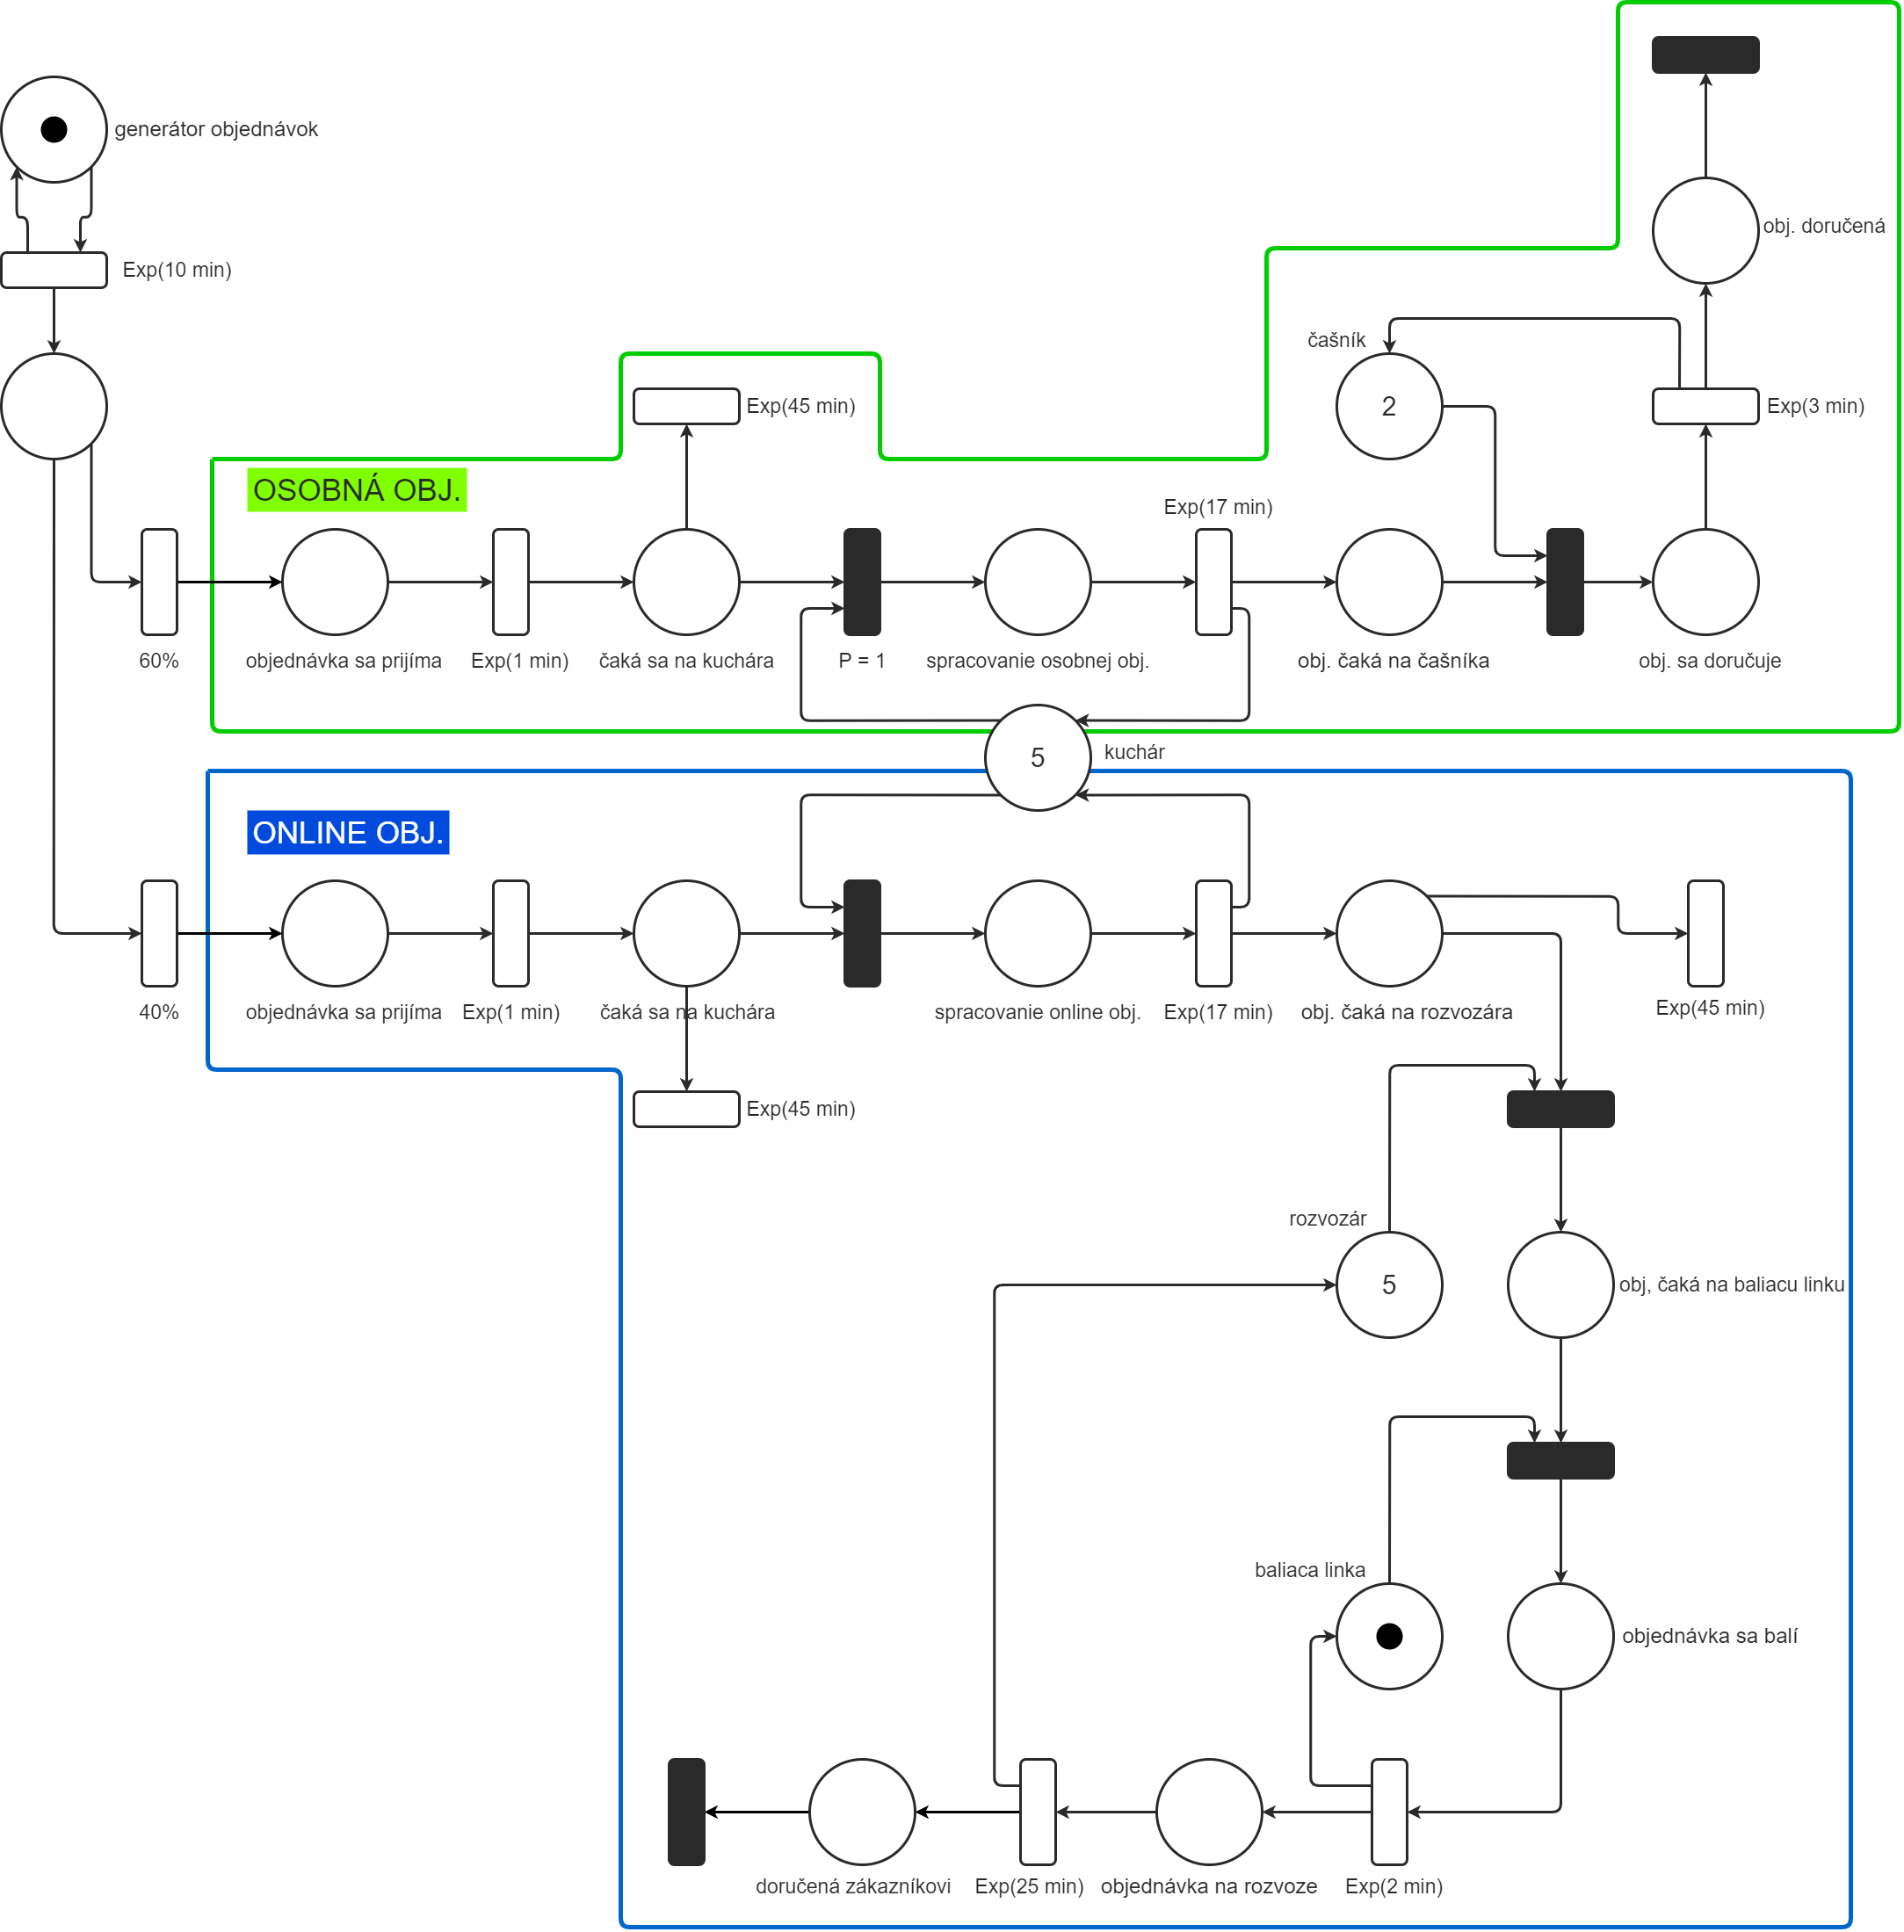 generátor objednávok
obj. doručená
Exp(10 min)
čašník
2
Exp(3 min)
Exp(45 min)
OSOBNÁ OBJ.
Exp(17 min)
60%
objednávka sa prijíma
Exp(1 min)
čaká sa na kuchára
P = 1
spracovanie osobnej obj.
obj. čaká na čašníka
obj. sa doručuje
5
kuchár
ONLINE OBJ.
40%
objednávka sa prijíma
Exp(1 min)
čaká sa na kuchára
spracovanie online obj.
Exp(17 min)
obj. čaká na rozvozára
Exp(45 min)
Exp(45 min)
rozvozár
5
obj, čaká na baliacu linku
baliaca linka
objednávka sa balí
doručená zákazníkovi
Exp(25 min)
objednávka na rozvoze
Exp(2 min)